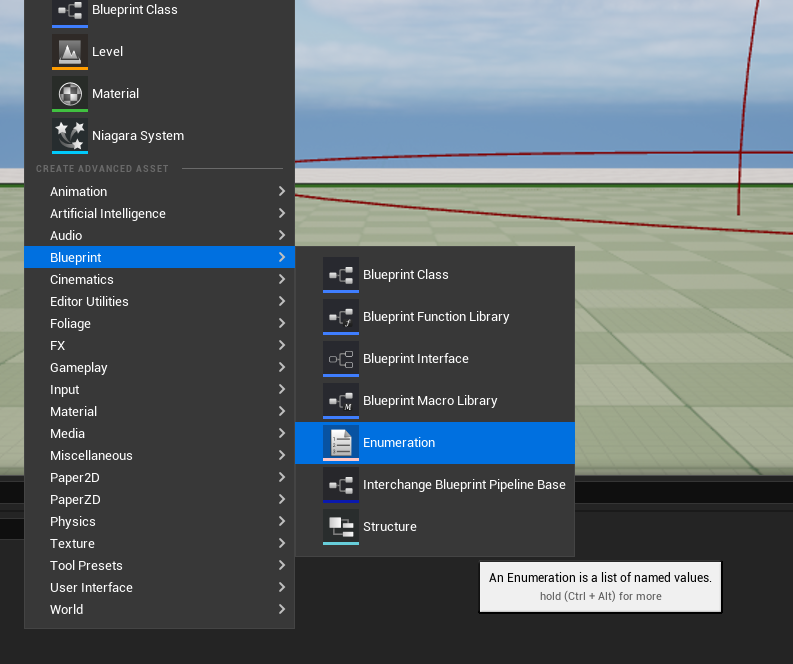 Blueprint Class
Level
Material
Niagara System
CREATE ADVANCED ASSET
Animation
Artificial Intelligence
Audio
Blueprint
Cinematics
Editor Utilities
Foliage
FX
Gameplay
Input
Material
Media
Miscellaneous
Paper2D
PaperZD
Physics
Texture
Tool Presets
User Interface
World
Blueprint Class
Blueprint Function Library
Blueprint Interface
Blueprint Macro Library
Enumeration
Interchange Blueprint Pipeline Base
Structure
An Enumeration is a list of named values.
hold (Ctrl + Alt) for more